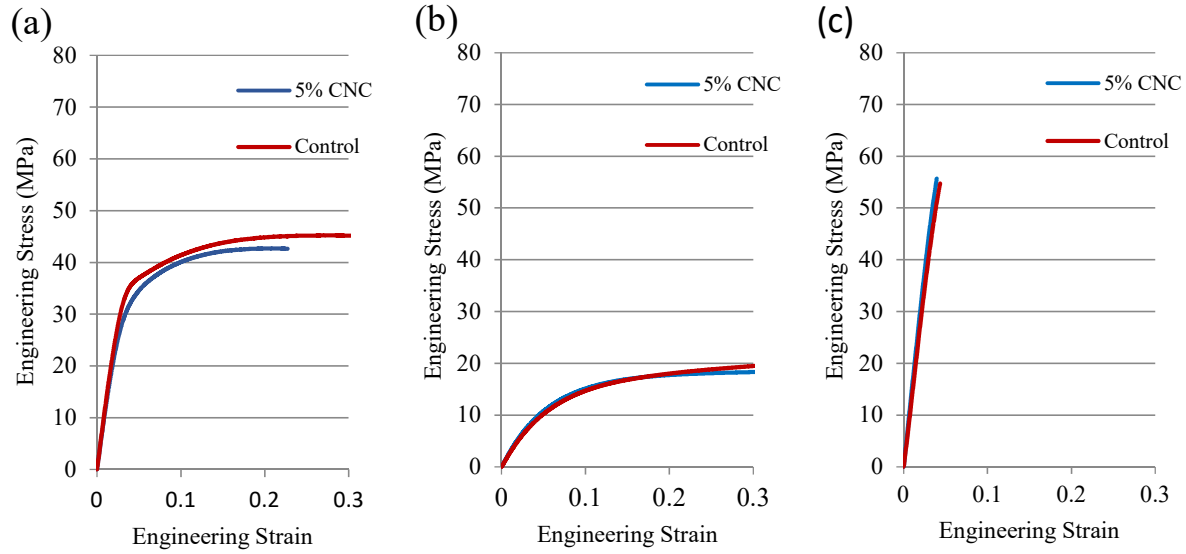 (a)
80
70
60
50
40
30
20
10
0
0 0.1 0.2 0.3
Engineering Stress (MPa)
Engineering Strain
5% CNC
Control
(b)
80
70
60
50
40
30
20
10
0
0 0.1 0.2 0.3
Engineering Stress (MPa)
Engineering Strain
5% CNC
Control
(c)
80
70
60
50
40
30
20
10
0
0 0.1 0.2 0.3
Engineering Stress (MPa)
Engineering Strain
5% CNC
Control